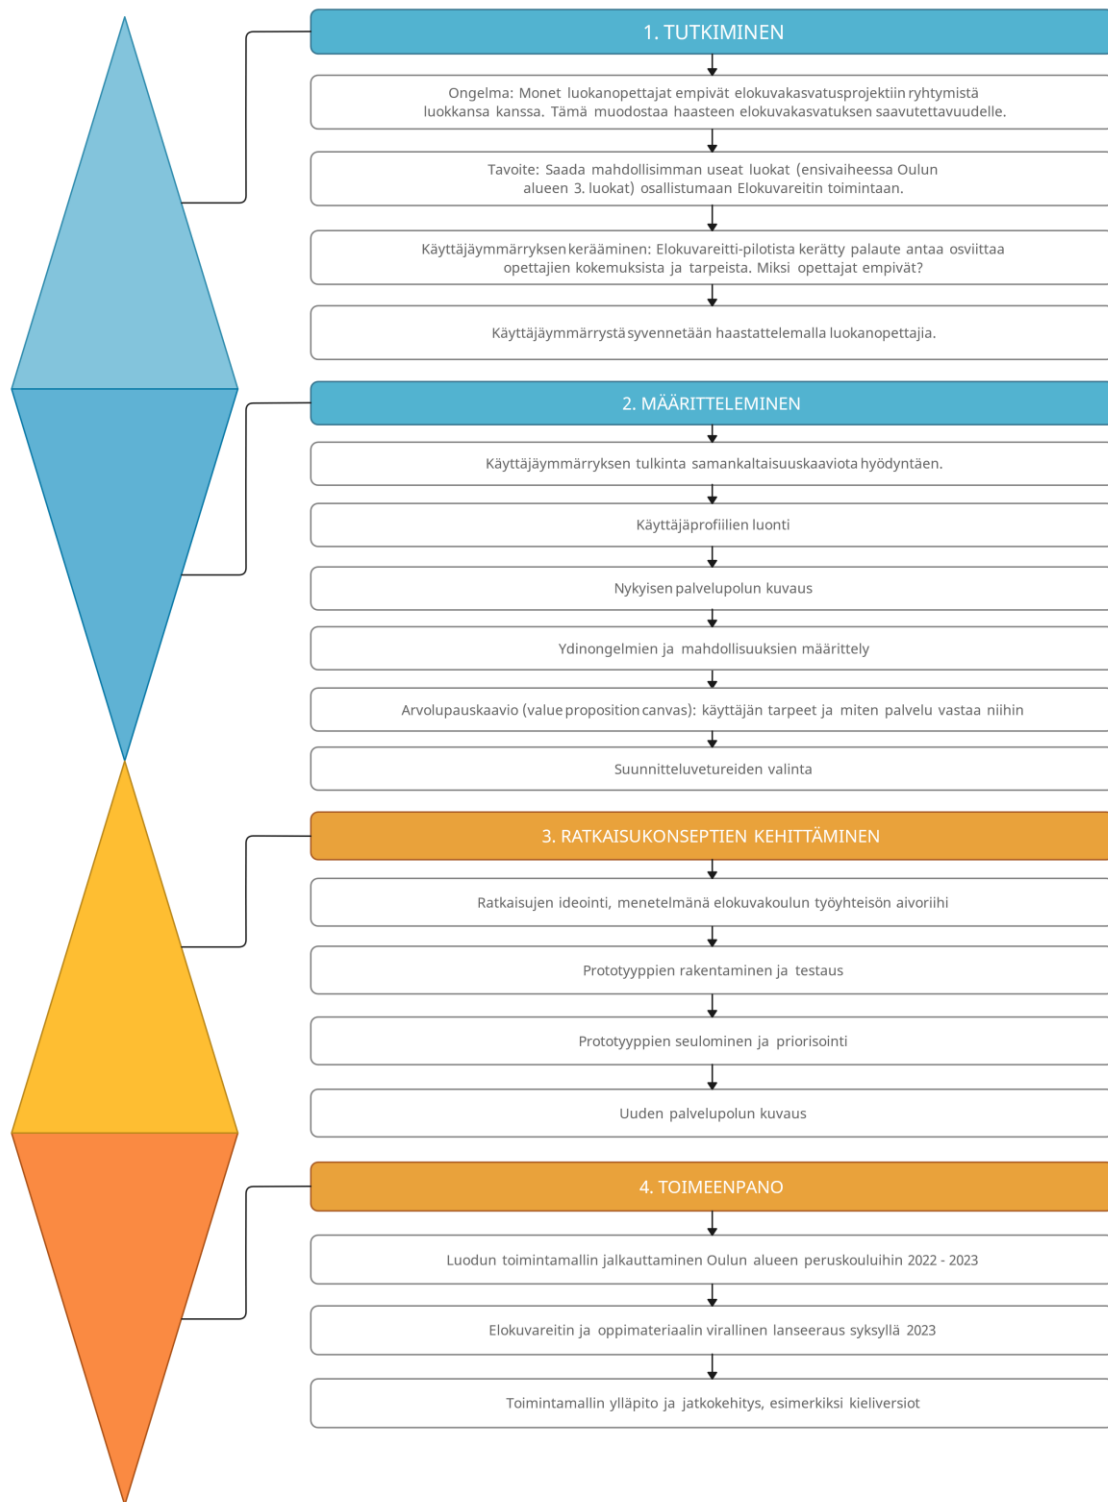 1. TUTKIMINEN
Ongelma: Monet luokanopettajat empivät elokuvakasvatusprojektiin ryhtymistä
luokkansa kanssa. Tämä muodostaa haasteen elokuvakasvatuksen saavutettavuudelle.
Tavoite: Saada mahdollisimman useat luokat (ensivaiheessa Oulun
alueen 3. luokat) osallistumaan Elokuvareitin toimintaan.
Käyttäjäymmärryksen kerääminen: Elokuvareitti-pilotista kerätty palaute antaa osviittaa
opettajien kokemuksista ja tarpeista. Miksi opettajat empivät?
Käyttäjäymmärrystä syvennetään haastattelemalla luokanopettajia.
2. MÄÄRITTELEMINEN
Käyttäjäymmärryksen tulkinta samankaltaisuuskaaviota hyödyntäen.
Käyttäjäprofiilien luonti
Nykyisen palvelupolun kuvaus
Ydinongelmien ja mahdollisuuksien määrittely
Arvolupauskaavio (value proposition canvas): käyttäjän tarpeet ja miten palvelu vastaa niihin
Suunnitteluvetureiden valinta
3. RATKAISUKONSEPTIEN KEHITTÄMINEN
Ratkaisujen ideointi, menetelmänä elokuvakoulun työyhteisön aivoriihi
Prototyyppien rakentaminen ja testaus
Prototyyppien seulominen ja priorisointi
Uuden palvelupolun kuvaus
4. TOIMEENPANO
Luodun toimintamallin jalkauttaminen Oulun alueen peruskouluihin 2022 - 2023
Elokuvareitin ja oppimateriaalin virallinen lanseeraus syksyllä 2023
Toimintamallin ylläpito ja jatkokehitys, esimerkiksi kieliversiot